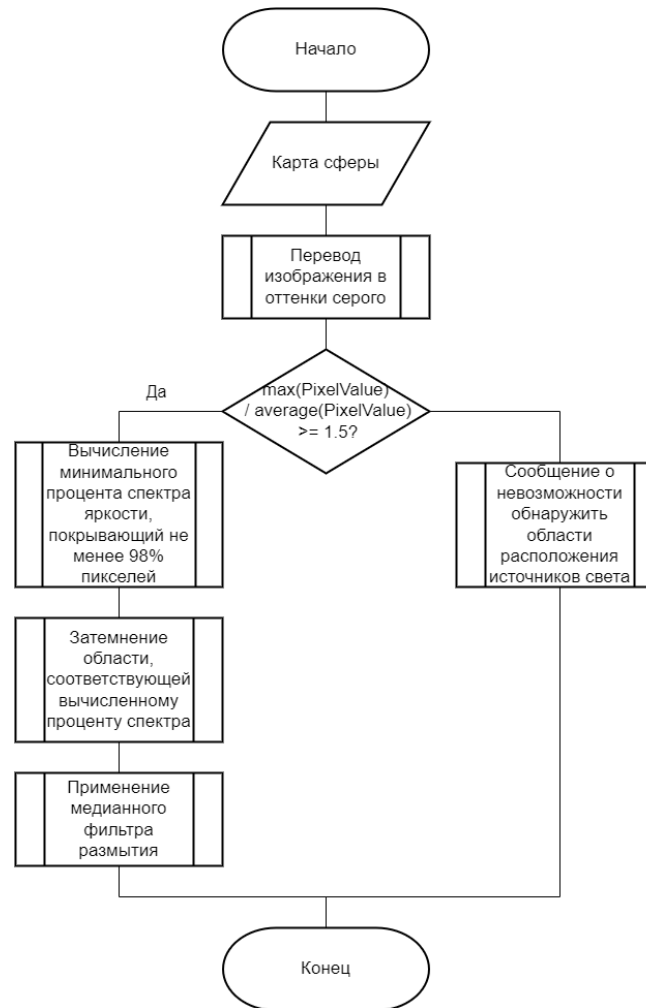 Начало
Карта сферы
Перевод
изображения в
оттенки серого
Да
max(PixelValue)
/ average(PixelValue)
>= 1.5?
Вычисление
минимального
процента спектра
яркости,
покрывающий не
менее 98%
пикселей
Сообщение о
невозможности
обнаружить
области
расположения
источников света
Затемнение
области,
соответствующей
вычисленному
проценту спектра
Применение
медианного
фильтра
размытия
Конец